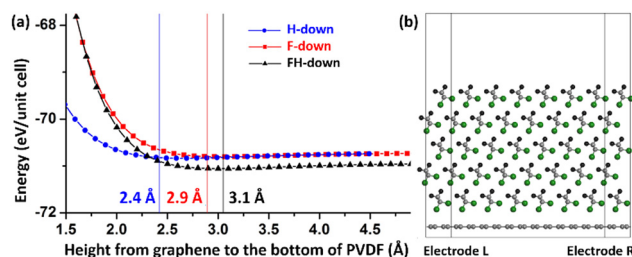 (a)
-68
-70
-72
Energy (eV/unit cell)
H-down
F-down
FH-down
2.4 Å
2.9 Å
3.1 Å
1.5 2.0 2.5 3.0 3.5 4.0 4.5
Height from graphene to the bottom of PVDF (Å)
(b)
Electrode L
Electrode R